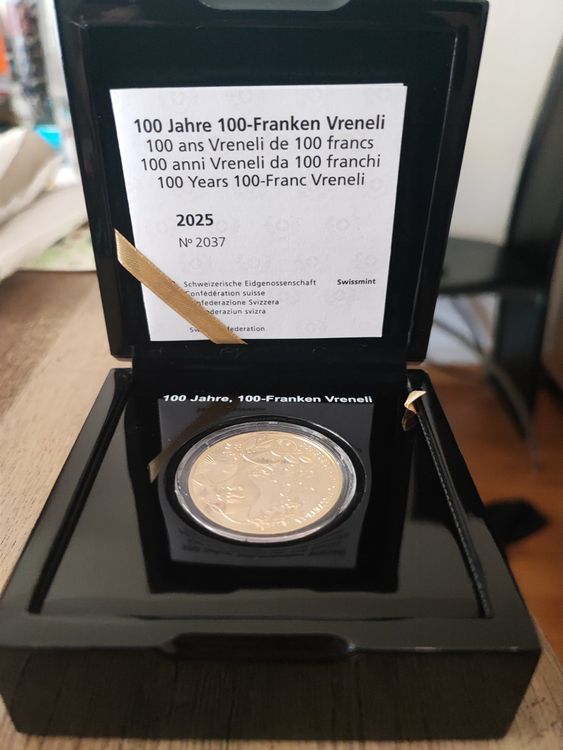 100 Jahre 100-Franken Vreneli
100 ans Vreneli de 100 francs
100 anni Vreneli da 100 franchi
100 Years 100-Franc Vreneli
2025
Nº 2037
Schweizerische Eidgenossenschaft Swissmint
Confédération suisse
Confederazione Svizzera
svizra
100 Jahre, 100-Franken Vreneli